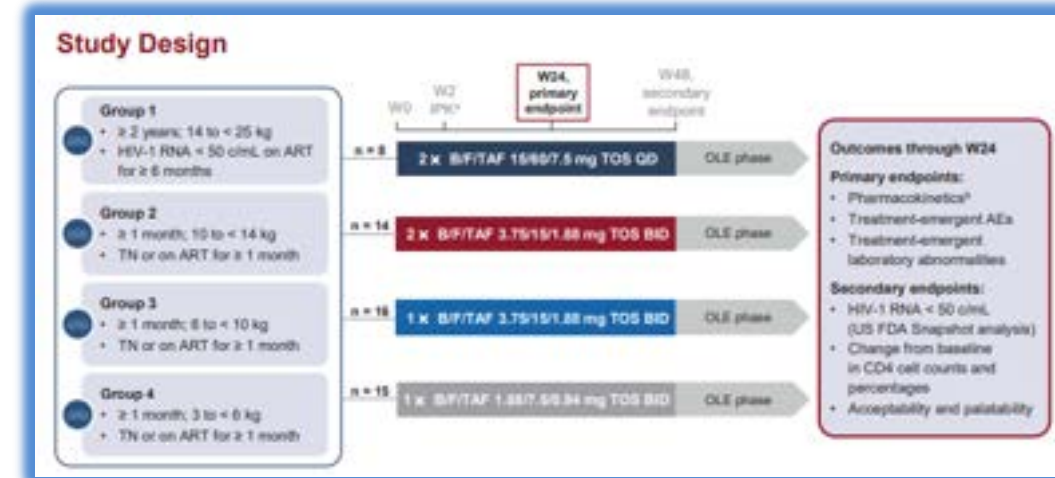 Study Design
W0
W2
IPKᵃ
W24,
primary
endpoint
W48,
secondary
endpoint
Group 1
• ≥ 2 years; 14 to < 25 kg
• HIV-1 RNA < 50 c/mL on ART
for ≥ 6 months
n = 8
2 × B/F/TAF 15/60/7.5 mg TOS QD
OLE phase
Group 2
• ≥ 1 month; 10 to < 14 kg
• TN or on ART for ≥ 1 month
n = 14
2 × B/F/TAF 3.75/15/1.88 mg TOS BID
OLE phase
Group 3
• ≥ 1 month; 6 to < 10 kg
• TN or on ART for ≥ 1 month
n = 16
1 × B/F/TAF 3.75/15/1.88 mg TOS BID
OLE phase
Group 4
• ≥ 1 month; 3 to < 6 kg
• TN or on ART for ≥ 1 month
n = 15
1 × B/F/TAF 1.88/7.5/0.94 mg TOS BID
OLE phase
Outcomes through W24
Primary endpoints:
• Pharmacokineticsᵇ
• Treatment-emergent AEs
• Treatment-emergent
laboratory abnormalities
Secondary endpoints:
• HIV-1 RNA < 50 c/mL
(US FDA Snapshot analysis)
• Change from baseline
in CD4 cell counts and
percentages
• Acceptability and palatability